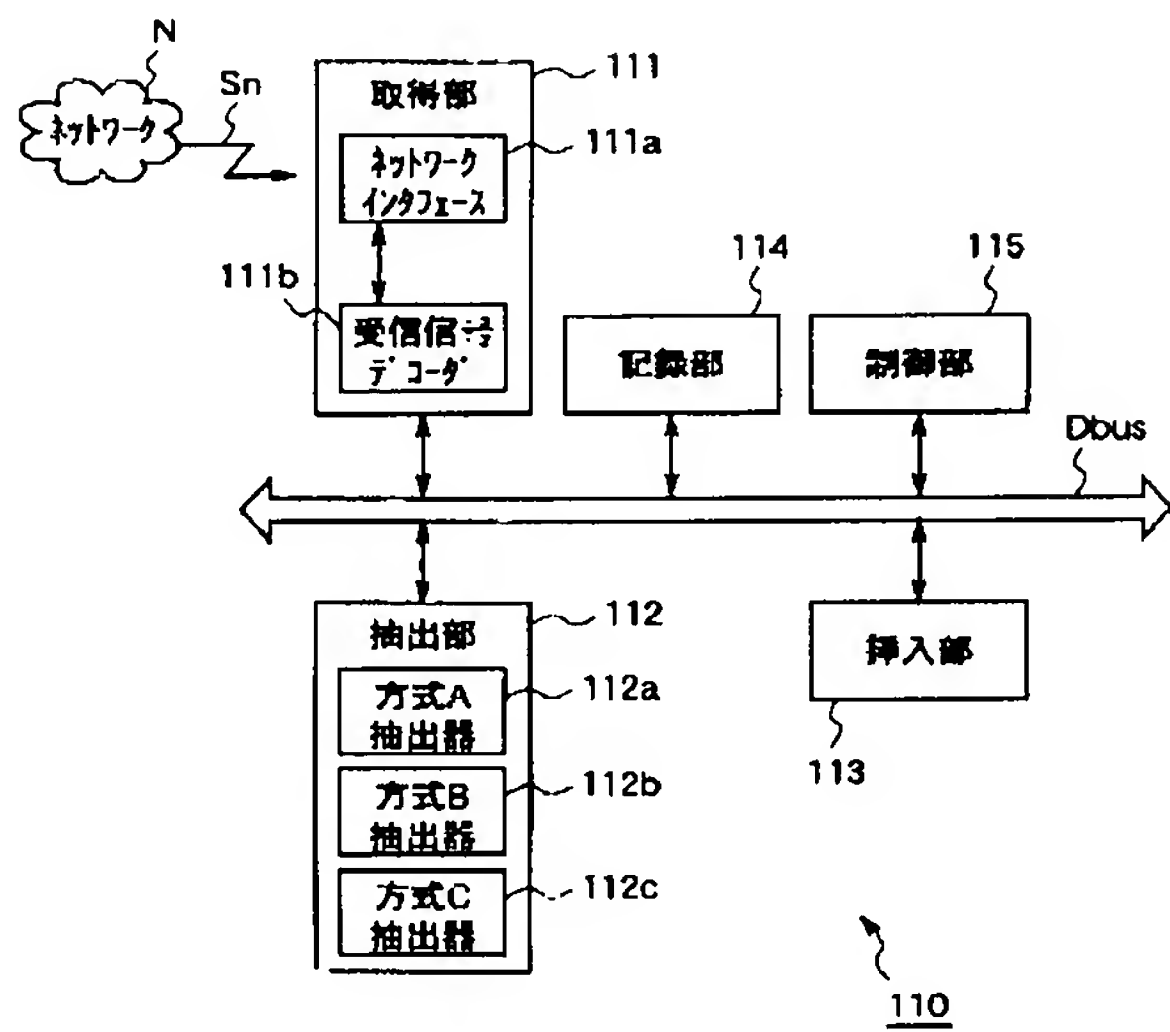 N
ネットワーク
Sn
取得部
111
ネットワーク
インタフェース
111a
111b
受信信
デコーダ
114
記録部
115
制御部
Dbus
抽出部
112
方式A
抽出器
112a
方式B
抽出器
112b
方式C
抽出器
112c
挿入部
113
110